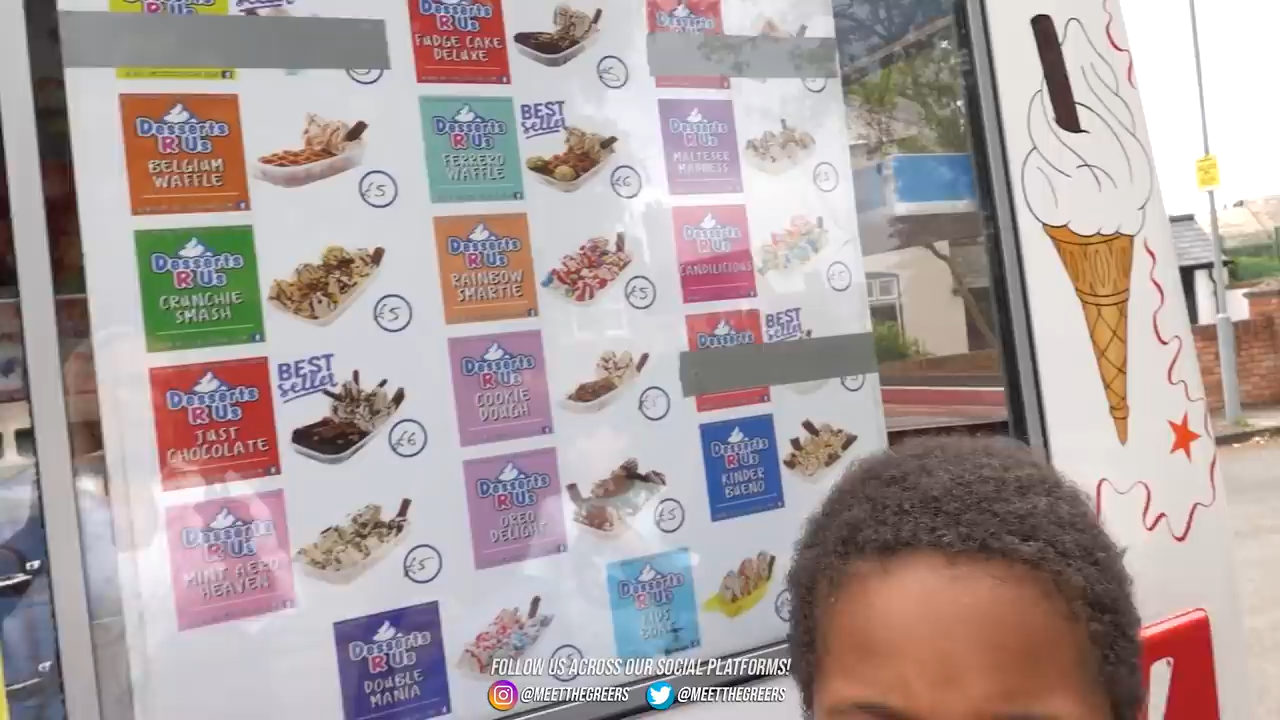 Desserts
R Us
FUDGE CAKE
DELUXE
£5
Desserts
Desserts
R Us
BELGIUM
WAFFLE
£5
Desserts
R Us
FERRERO
WAFFLE
BEST
seller
£6
Desserts
R Us
MALTESER
MADNESS
£5
Desserts
R Us
CRUNCHIE
SMASH
£5
Desserts
R Us
RAINBOW
SMARTIE
£5
Desserts
R Us
CANDILICIOUS
£5
Desserts
R Us
JUST
CHOCOLATE
BEST
seller
£6
Desserts
R Us
COOKIE
DOUGH
£5
Desserts
BEST
seller
Desserts
R Us
MINT AERO
HEAVEN
£5
Desserts
R Us
OREO
DELIGHT
£5
Desserts
R Us
KINDER
BUENO
Desserts
R Us
DOUBLE
MANIA
Desserts
R Us
KIDS
FOLLOW US ACROSS OUR SOCIAL PLATFORMS!
@MEETTHEGREERS @MEETTHEGREERS